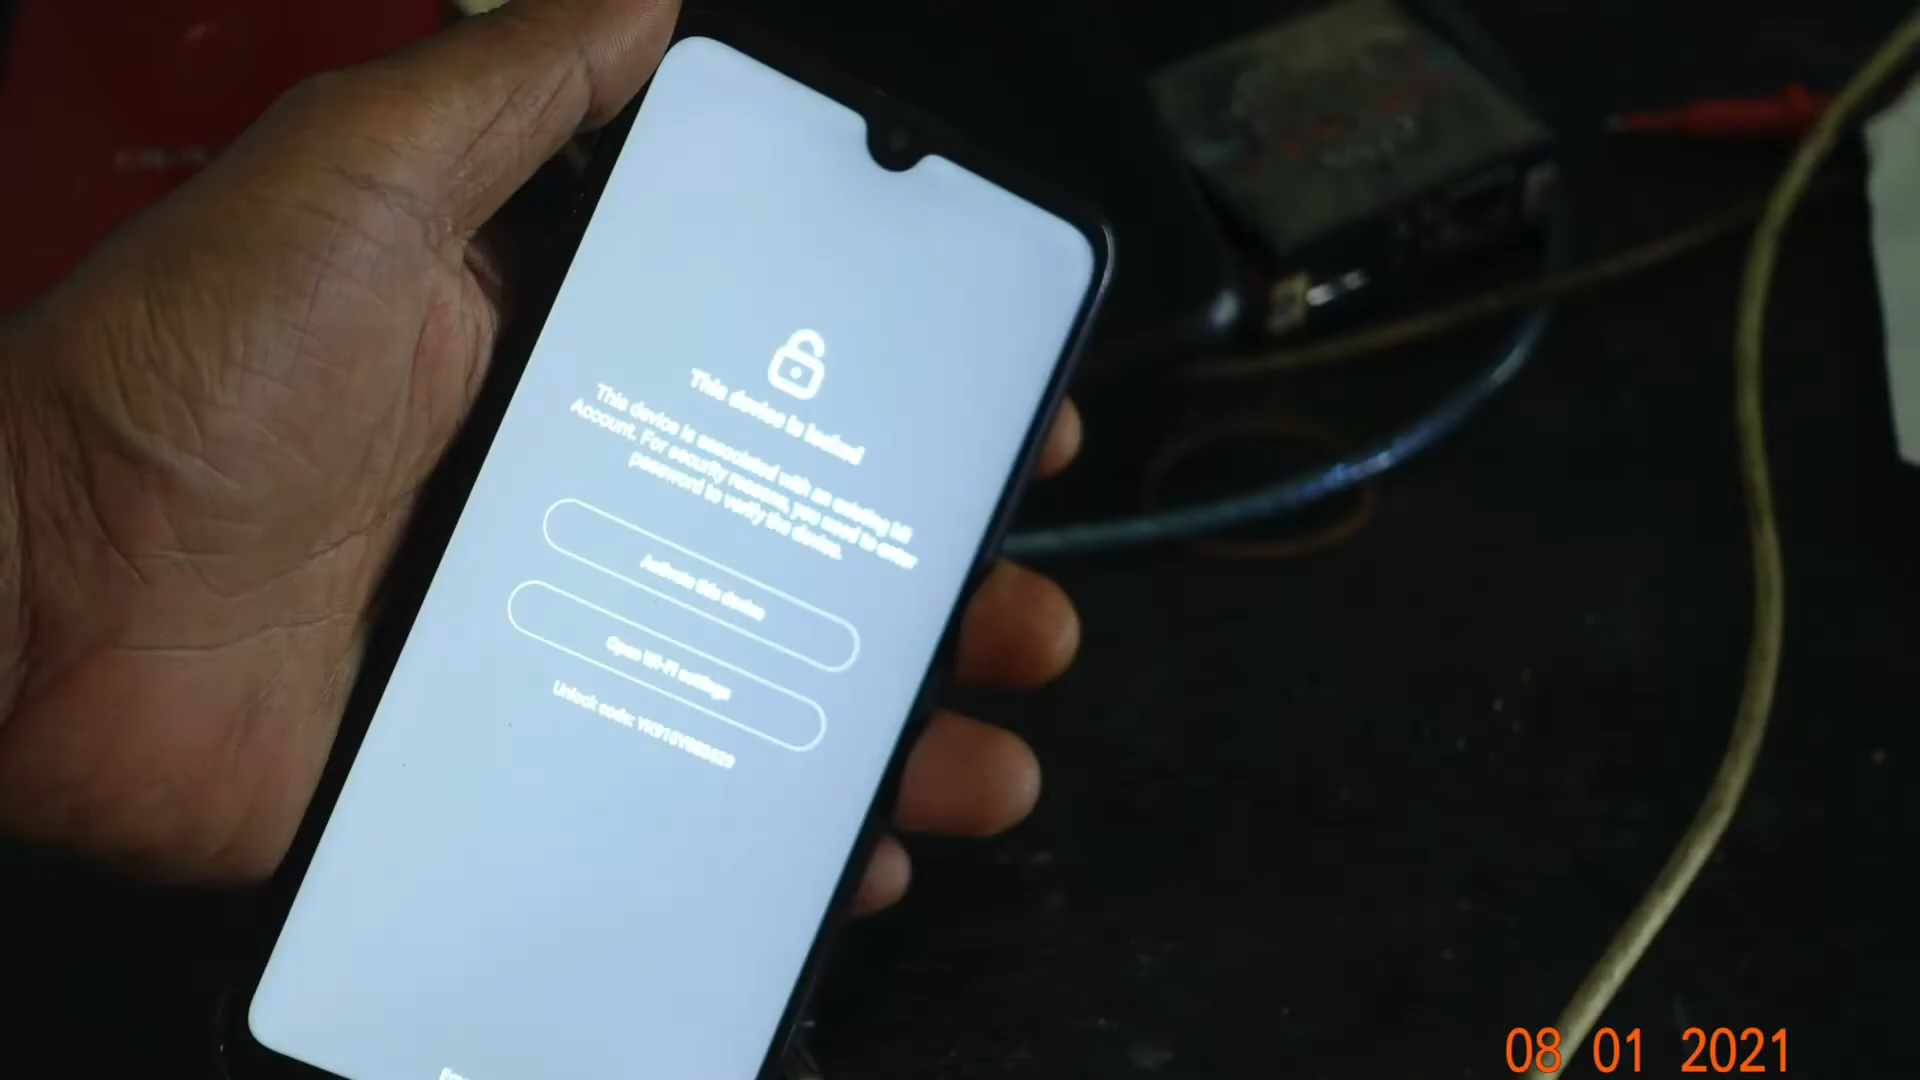 This device is locked
This device is associated with an existing Mi
Account. For security reasons, you need to enter
password to verify the device.
Activate this device
Open Wi-Fi settings
Unlock code:
08 01 2021